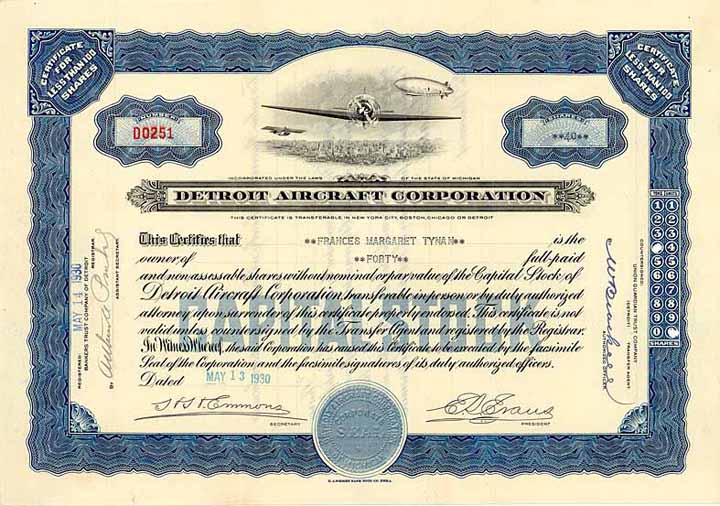 CERTIFICATE
FOR
LESS THAN 100
SHARES
CERTIFICATE
FOR
LESS THAN 100
SHARES
NUMBER
DO251
SHARES
**40**
INCORPORATED UNDER THE LAWS OF THE STATE OF MICHIGAN
DETROIT AIRCRAFT CORPORATION
THIS CERTIFICATE IS TRANSFERABLE IN NEW YORK CITY, BOSTON, CHICAGO OR DETROIT
This Certifies that **FRANCES MARGARET TYNAN** is the
owner of **FORTY** full-paid
and non-assessable shares without nominal or par value of the Capital Stock of
Detroit Aircraft Corporation, transferable in person or by duly authorized
attorney upon surrender of this certificate properly endorsed. This certificate is not
valid unless countersigned by the Transfer Agent and registered by the Registrar.
In Witness Whereof, the said Corporation has caused this Certificate to be executed by the facsimile
Seal of the Corporation and the facsimile signatures of its duly authorized officers.
Dated MAY 13 1930
Emmons
SECRETARY
E.S. Evans
PRESIDENT
REGISTERED: MAY 14 1930
BANKERS TRUST COMPANY OF DETROIT
REGISTRAR.
BY
ASSISTANT SECRETARY.
COUNTERSIGNED:
UNION GUARDIAN TRUST COMPANY
(DETROIT) TRANSFER AGENT
AUTHORIZED OFFICER